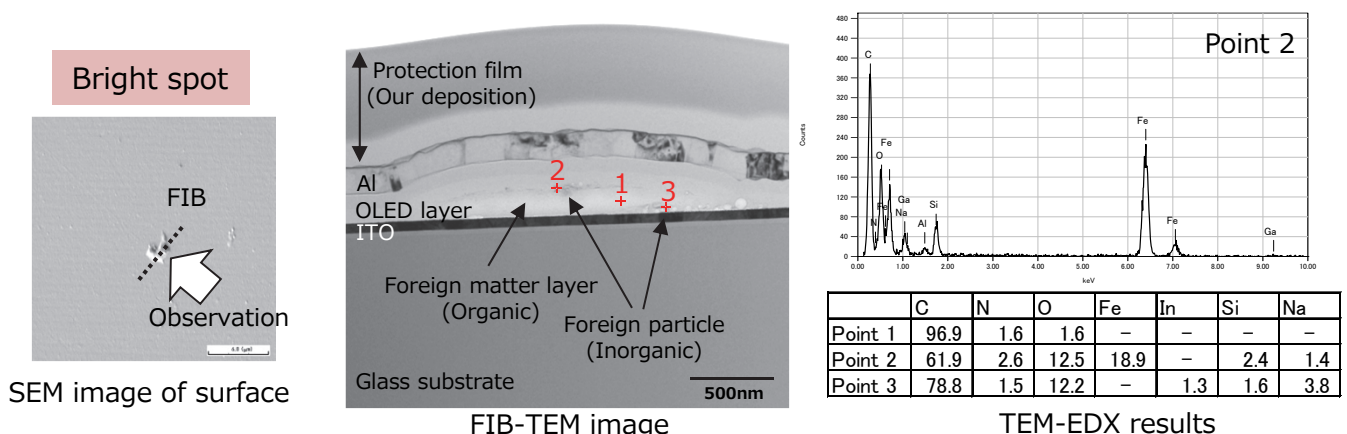 Bright spot
FIB
Observation
4.0 (μm)
SEM image of surface
Protection film
(Our deposition)
Al
OLED layer
ITO
2
1
3
Foreign matter layer
(Organic)
Foreign particle
(Inorganic)
Glass substrate
500nm
FIB-TEM image
Point 2
Counts
480
440
400
360
320
280
240
200
160
120
80
40
0
C
N
O
Fe
Fe
Na
Ga
Al
Si
Fe
Fe
Ga
0.00 1.00 2.00 3.00 4.00 5.00 6.00 7.00 8.00 9.00 10.00
keV
C N O Fe In Si Na
Point 1 96.9 1.6 1.6 － － － －
Point 2 61.9 2.6 12.5 18.9 － 2.4 1.4
Point 3 78.8 1.5 12.2 － 1.3 1.6 3.8
TEM-EDX results